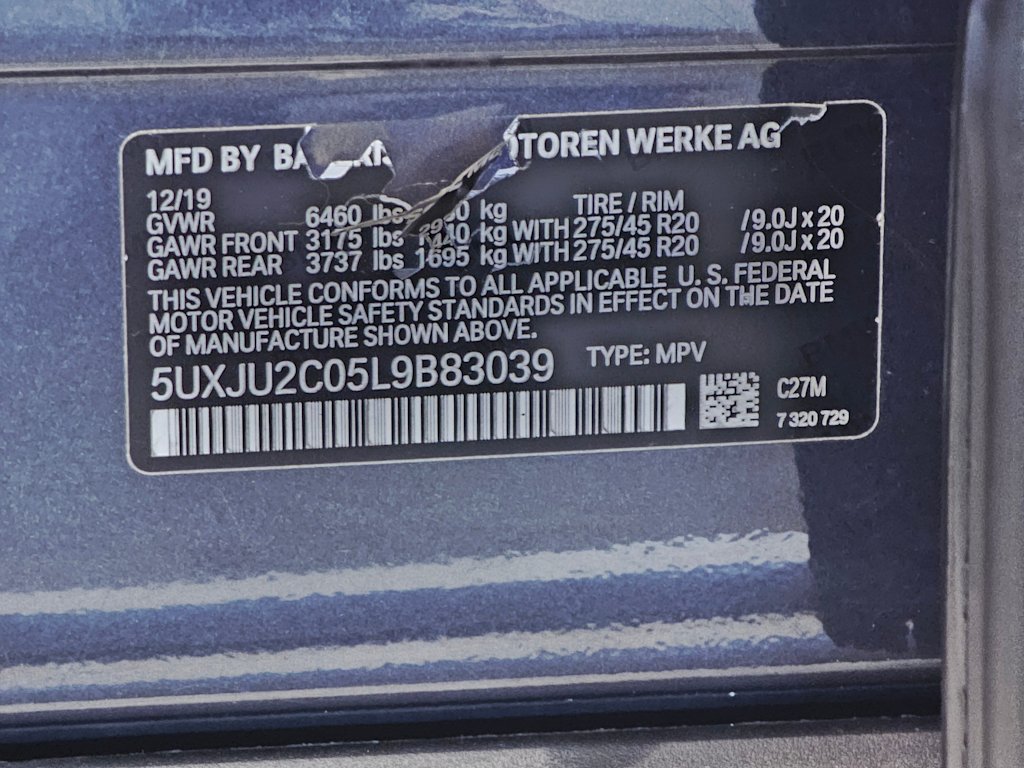 MFD BY BA TOREN WERKE AG
12/19 TIRE / RIM
GVWR 6460 lbs kg
GAWR FRONT 3175 lbs kg WITH 275/45 R20 /9.0J x 20
GAWR REAR 3737 lbs 1695 kg WITH 275/45 R20 /9.0J x 20
THIS VEHICLE CONFORMS TO ALL APPLICABLE U. S. FEDERAL
MOTOR VEHICLE SAFETY STANDARDS IN EFFECT ON THE DATE
OF MANUFACTURE SHOWN ABOVE.
5UXJU2C05L9B83039 TYPE: MPV
C27M
7 320 729